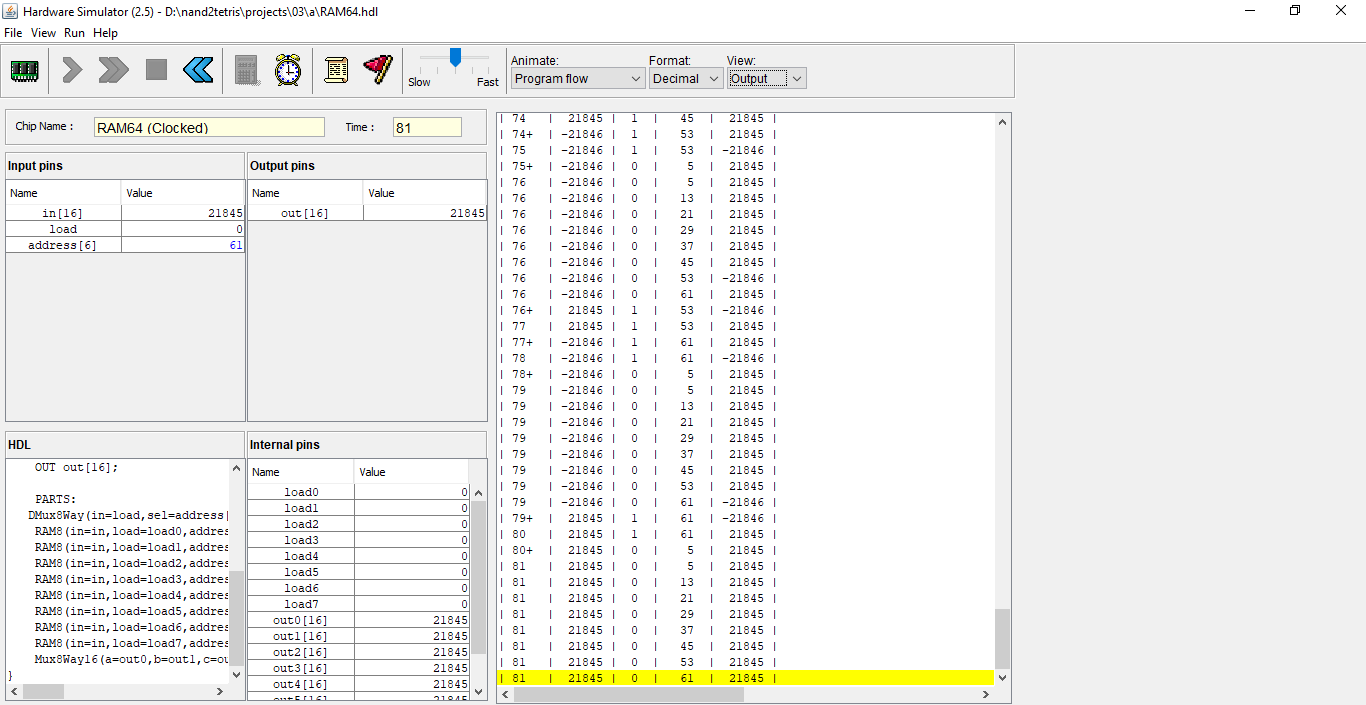 Hardware Simulator (2.5) - D:\nand2tetris\projects\03\a\RAM64.hdl
File View Run Help
Animate: Format: View:
Slow Fast Program flow Decimal Output
Chip Name : RAM64 (Clocked) Time : 81
Input pins
Name Value
in[16] 21845
load 0
address[6] 61
Output pins
Name Value
out[16] 21845
HDL
OUT out[16];
PARTS:
DMux8Way(in=load,sel=address[
RAM8(in=in,load=load0,addres
RAM8(in=in,load=load1,addres
RAM8(in=in,load=load2,addres
RAM8(in=in,load=load3,addres
RAM8(in=in,load=load4,addres
RAM8(in=in,load=load5,addres
RAM8(in=in,load=load6,addres
RAM8(in=in,load=load7,addres
Mux8Way16(a=out0,b=out1,c=ou
}
Internal pins
Name Value
load0 0
load1 0
load2 0
load3 0
load4 0
load5 0
load6 0
load7 0
out0[16] 21845
out1[16] 21845
out2[16] 21845
out3[16] 21845
out4[16] 21845
out5[16] 21845
| 74 | 21845 | 1 | 45 | 21845 |
| 74+ | -21846 | 1 | 53 | 21845 |
| 75 | -21846 | 1 | 53 | -21846 |
| 75+ | -21846 | 0 | 5 | 21845 |
| 76 | -21846 | 0 | 5 | 21845 |
| 76 | -21846 | 0 | 13 | 21845 |
| 76 | -21846 | 0 | 21 | 21845 |
| 76 | -21846 | 0 | 29 | 21845 |
| 76 | -21846 | 0 | 37 | 21845 |
| 76 | -21846 | 0 | 45 | 21845 |
| 76 | -21846 | 0 | 53 | -21846 |
| 76 | -21846 | 0 | 61 | 21845 |
| 76+ | 21845 | 1 | 53 | -21846 |
| 77 | 21845 | 1 | 53 | 21845 |
| 77+ | -21846 | 1 | 61 | 21845 |
| 78 | -21846 | 1 | 61 | -21846 |
| 78+ | -21846 | 0 | 5 | 21845 |
| 79 | -21846 | 0 | 5 | 21845 |
| 79 | -21846 | 0 | 13 | 21845 |
| 79 | -21846 | 0 | 21 | 21845 |
| 79 | -21846 | 0 | 29 | 21845 |
| 79 | -21846 | 0 | 37 | 21845 |
| 79 | -21846 | 0 | 45 | 21845 |
| 79 | -21846 | 0 | 53 | 21845 |
| 79 | -21846 | 0 | 61 | -21846 |
| 79+ | 21845 | 1 | 61 | -21846 |
| 80 | 21845 | 1 | 61 | 21845 |
| 80+ | 21845 | 0 | 5 | 21845 |
| 81 | 21845 | 0 | 5 | 21845 |
| 81 | 21845 | 0 | 13 | 21845 |
| 81 | 21845 | 0 | 21 | 21845 |
| 81 | 21845 | 0 | 29 | 21845 |
| 81 | 21845 | 0 | 37 | 21845 |
| 81 | 21845 | 0 | 45 | 21845 |
| 81 | 21845 | 0 | 53 | 21845 |
| 81 | 21845 | 0 | 61 | 21845 |